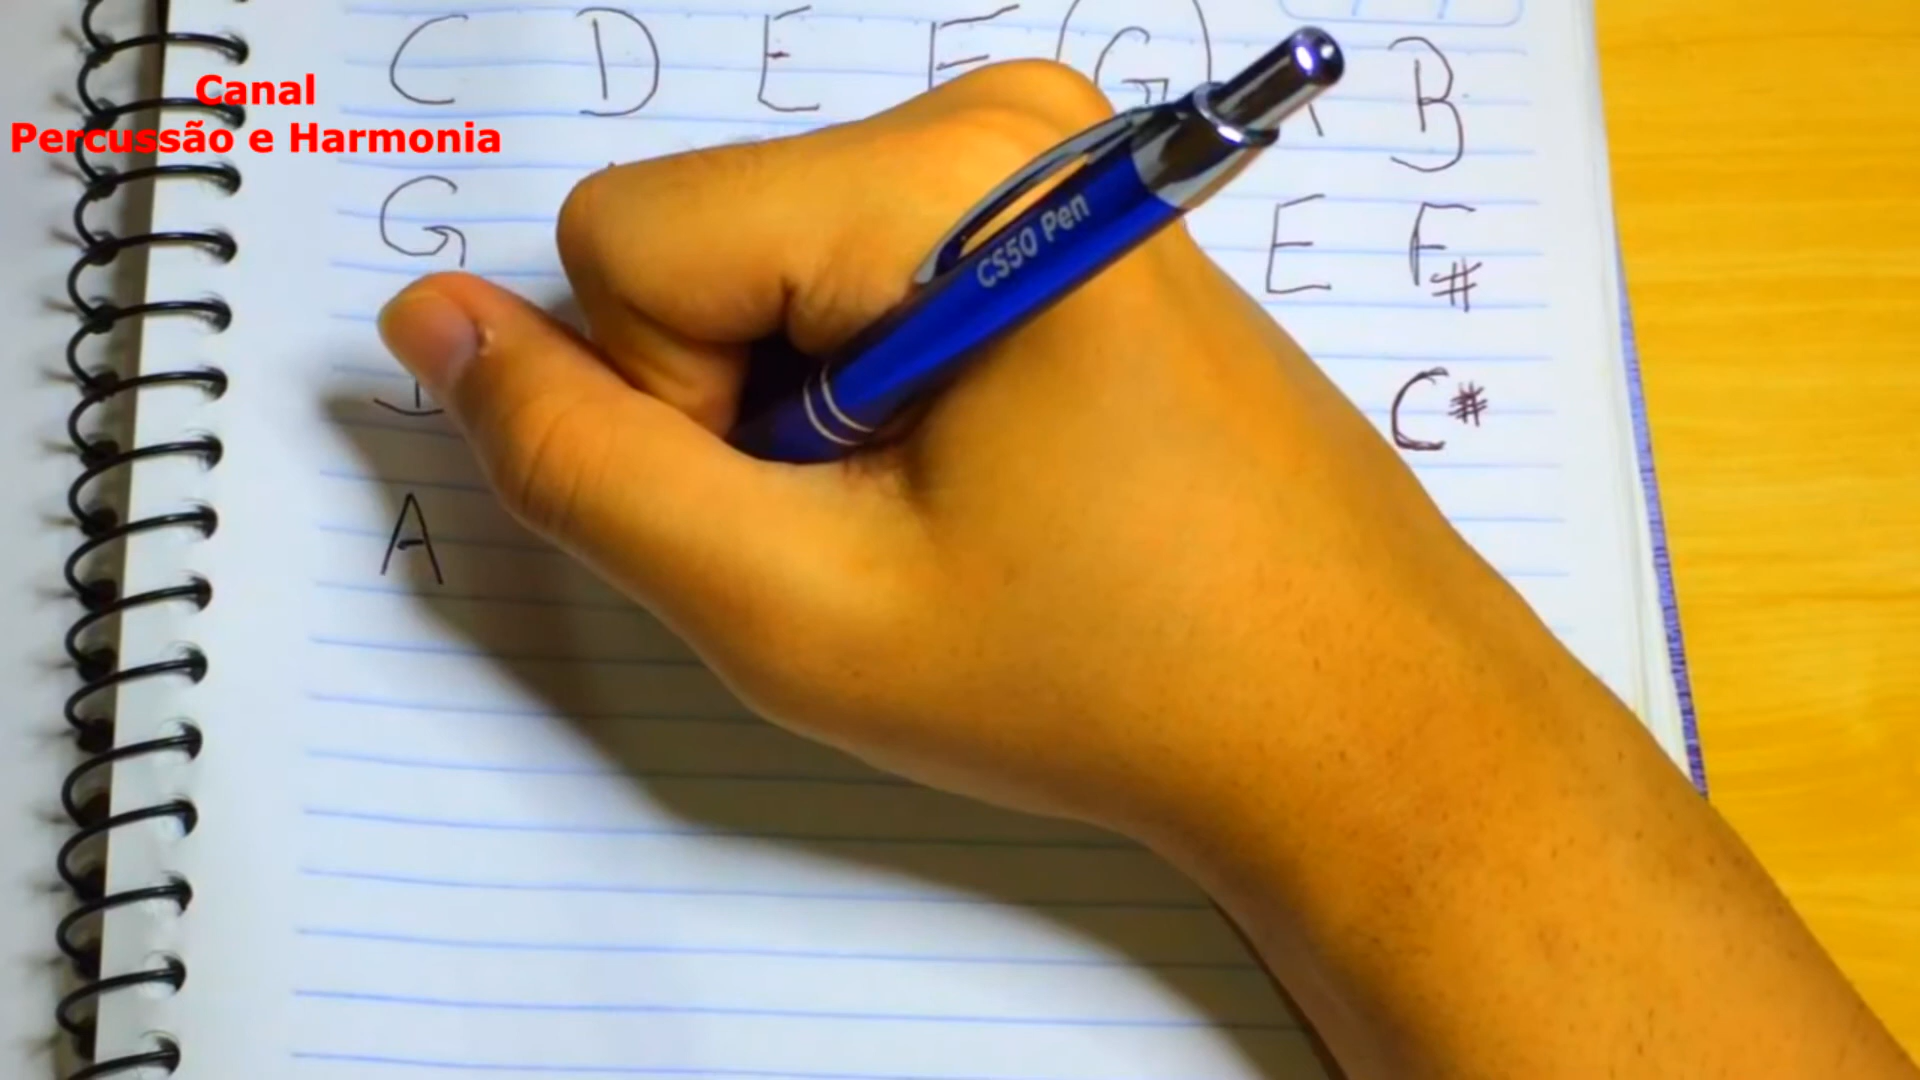 C D E F G B
Canal
Percussão e Harmonia
G E F#
CS50 Pen
C#
A